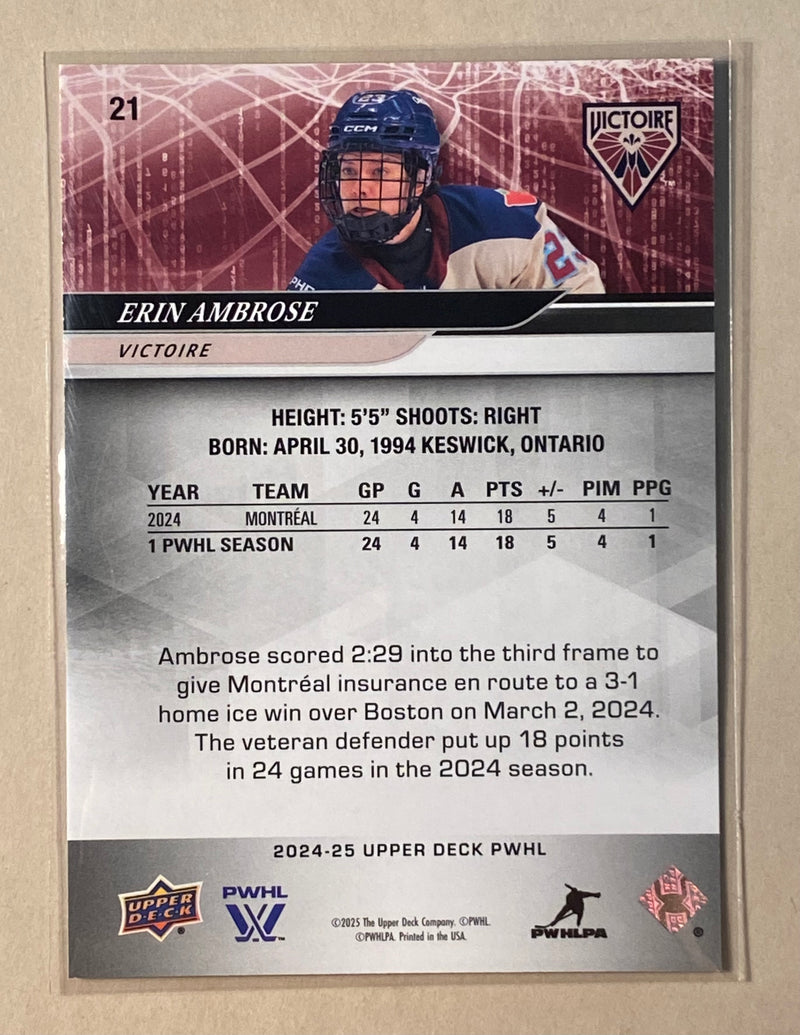 21
23
CCM
VICTOIRE
™
23
ERIN AMBROSE
VICTOIRE
HEIGHT: 5'5" SHOOTS: RIGHT
BORN: APRIL 30, 1994 KESWICK, ONTARIO
YEAR TEAM GP G A PTS +/- PIM PPG
2024 MONTRÉAL 24 4 14 18 5 4 1
1 PWHL SEASON 24 4 14 18 5 4 1
Ambrose scored 2:29 into the third frame to
give Montréal insurance en route to a 3-1
home ice win over Boston on March 2, 2024.
The veteran defender put up 18 points
in 24 games in the 2024 season.
2024-25 UPPER DECK PWHL
UPPER
D·E·C·K
®
PWHL
™
©2025 The Upper Deck Company. ©PWHL.
©PWHLPA. Printed in the USA.
PWHLPA
®